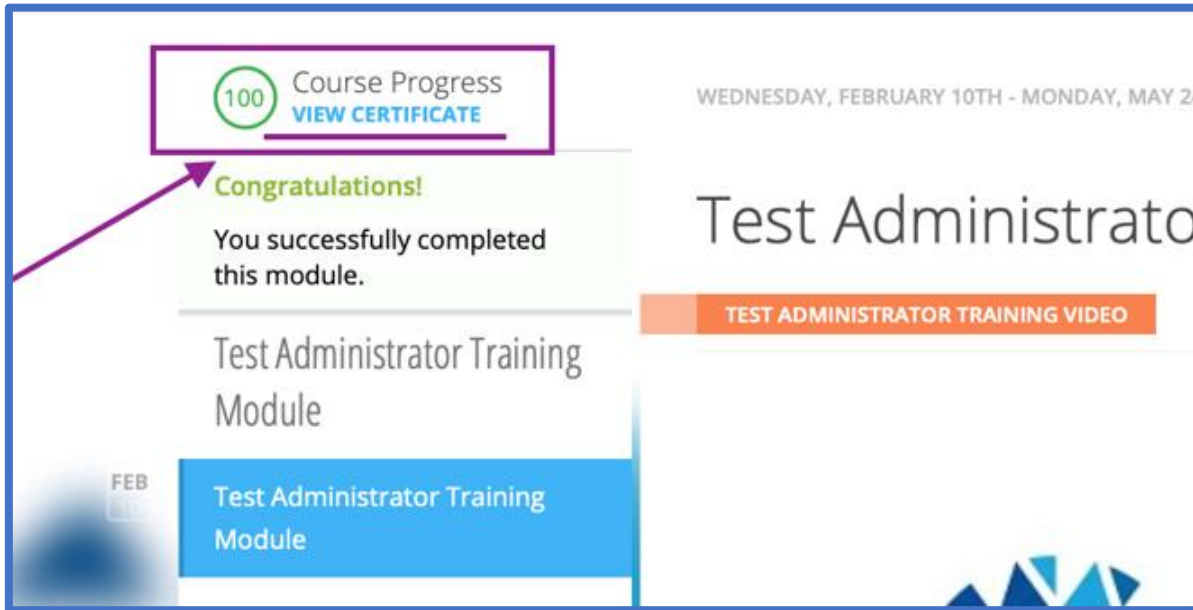 100
Course Progress
VIEW CERTIFICATE
Congratulations!
You successfully completed
this module.
Test Administrator Training
Module
FEB
Test Administrator Training
Module
WEDNESDAY, FEBRUARY 10TH - MONDAY, MAY
Test Administrato
TEST ADMINISTRATOR TRAINING VIDEO